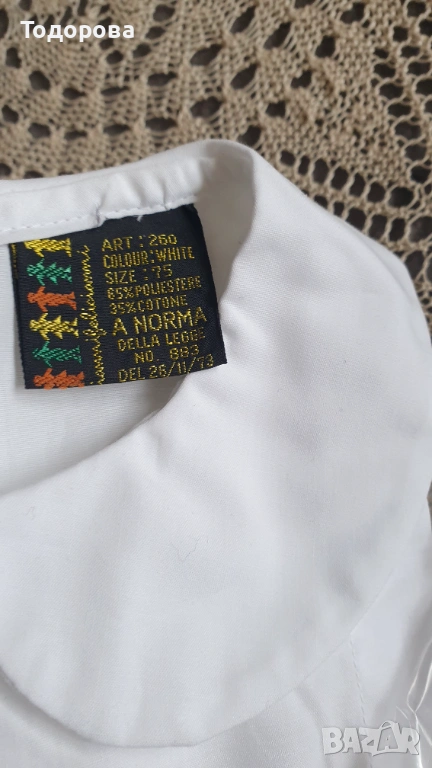 Тодорова
ART : 260
COLOUR: WHITE
SIZE : 75
65% POLIESTERE
35% COTONE
A NORMA
DELLA LEGGE
NO. 883
DEL 26/11/73
BAZAR